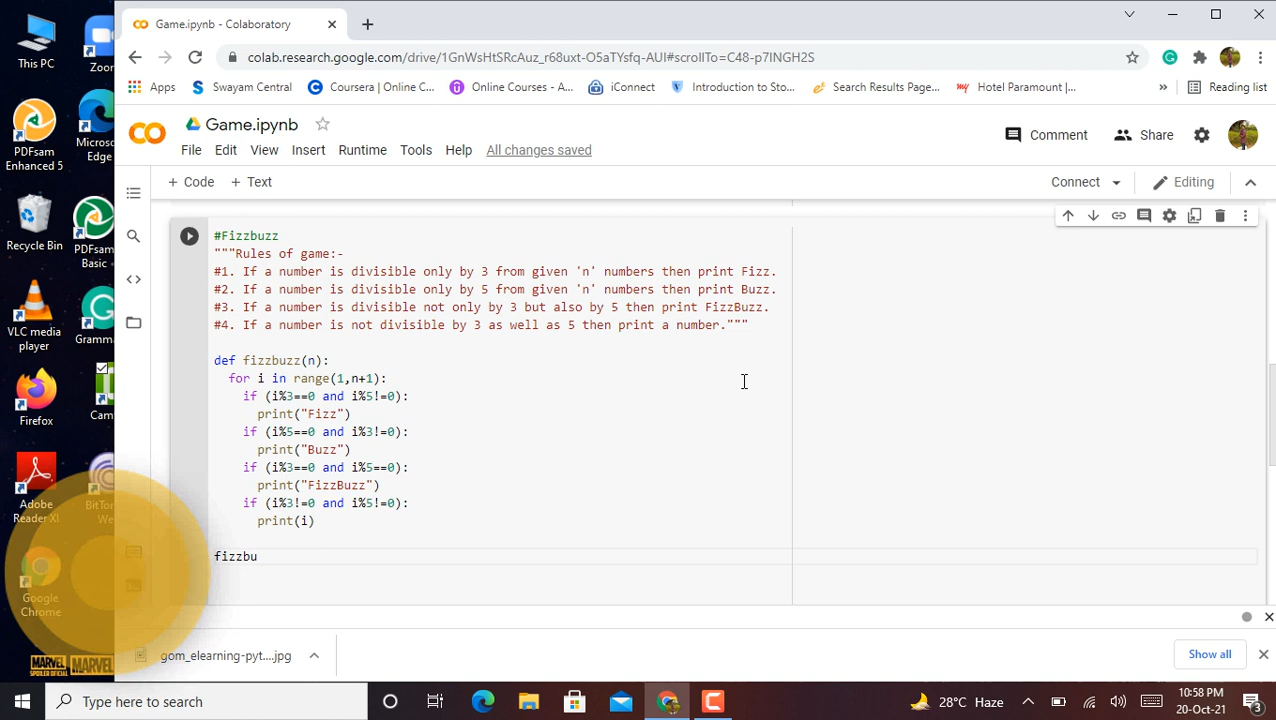 This PC
Zoom
PDFsam Enhanced 5
Recycle Bin
PDFsam Basic
VLC media player
Firefox
Adobe Reader XI
Google Chrome
MARVEL MARVEL
Game.ipynb - Colaboratory
colab.research.google.com/drive/1GnWsHtSRcAuz_r68uxt-O5aTYsfq-AUI#scrollTo=C48-p7INGH2S
Apps Swayam Central Coursera | Online C... Online Courses - A... iConnect Introduction to Sto... Search Results Page... Hotel Paramount |... » Reading list
Game.ipynb
Comment Share
File Edit View Insert Runtime Tools Help All changes saved
+ Code + Text Connect Editing
#Fizzbuzz
"""Rules of game:-
#1. If a number is divisible only by 3 from given 'n' numbers then print Fizz.
#2. If a number is divisible only by 5 from given 'n' numbers then print Buzz.
#3. If a number is divisible not only by 3 but also by 5 then print FizzBuzz.
#4. If a number is not divisible by 3 as well as 5 then print a number."""
def fizzbuzz(n):
for i in range(1,n+1):
if (i%3==0 and i%5!=0):
print("Fizz")
if (i%5==0 and i%3!=0):
print("Buzz")
if (i%3==0 and i%5==0):
print("FizzBuzz")
if (i%3!=0 and i%5!=0):
print(i)
fizzbu
gom_elearning-pyt....jpg
Show all
Type here to search
28°C Haze
10:58 PM
20-Oct-21
3